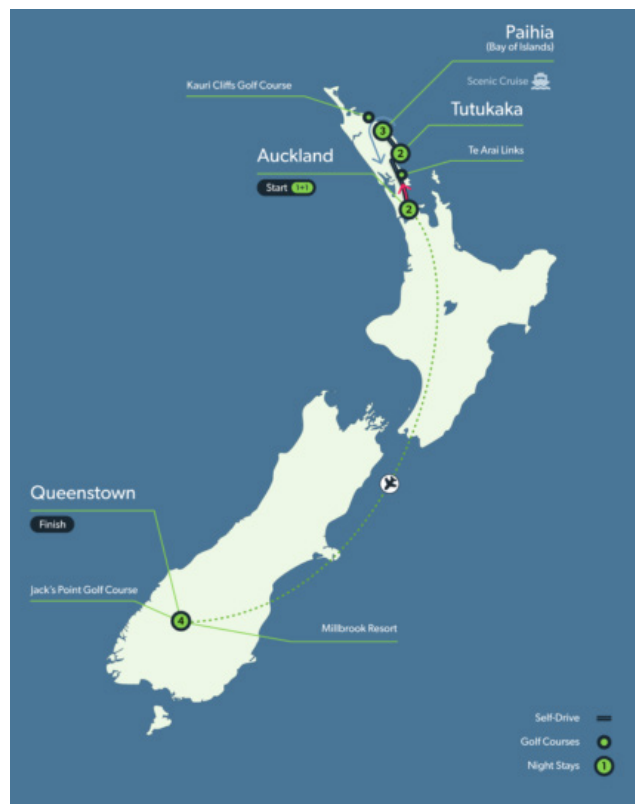 Paihia
(Bay of Islands)
Scenic Cruise
Kauri Cliffs Golf Course
Tutukaka
3
2
Te Arai Links
Auckland
Start 1+1
2
Queenstown
Finish
Jack's Point Golf Course
4
Millbrook Resort
Self-Drive
Golf Courses
Night Stays 1